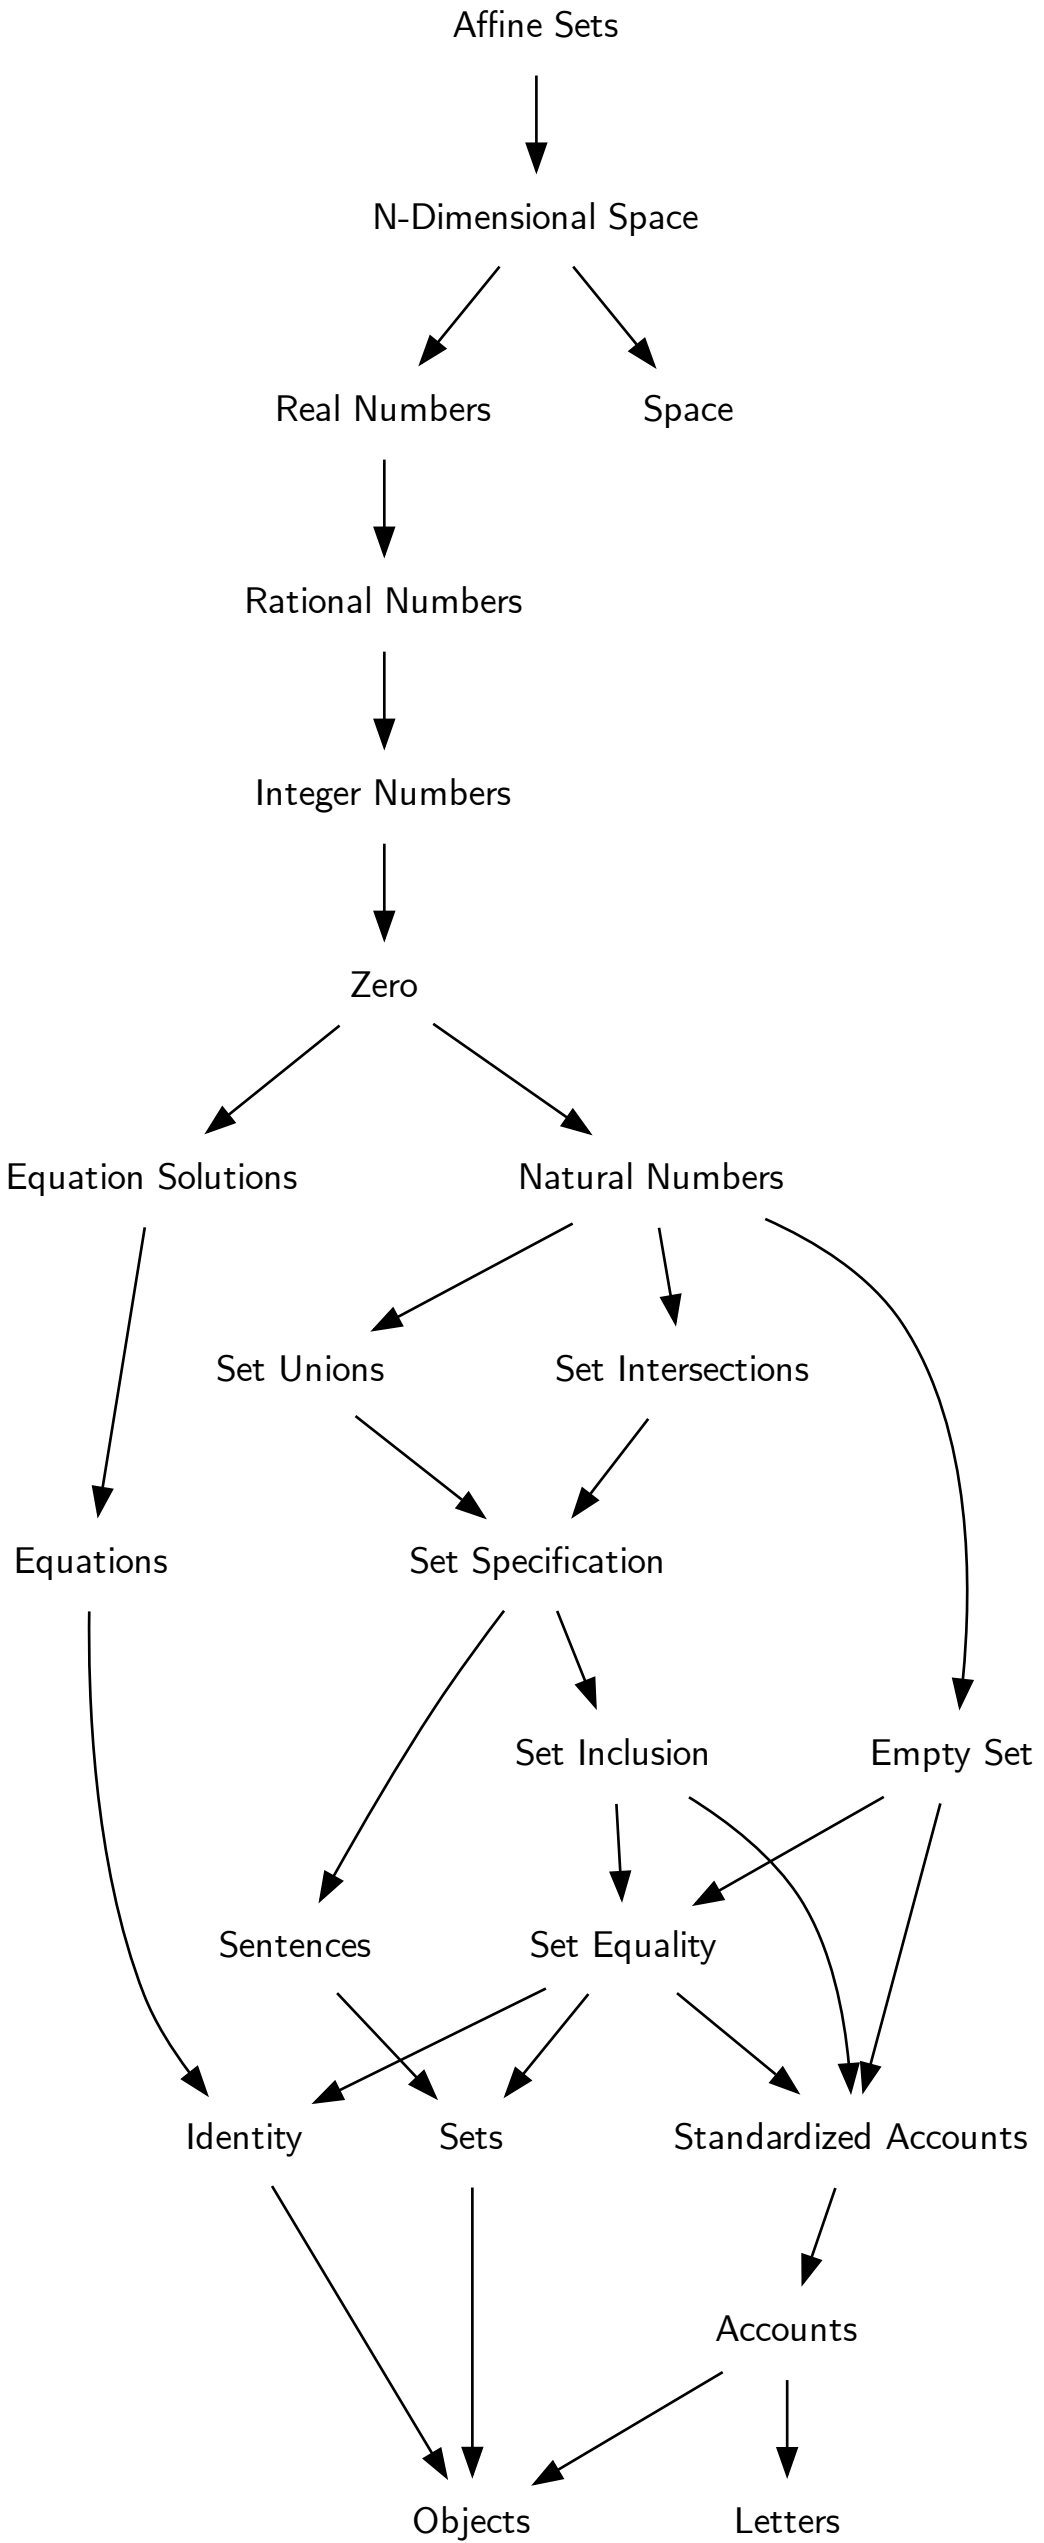 Affine Sets
N-Dimensional Space
Real Numbers
Space
Rational Numbers
Integer Numbers
Zero
Equation Solutions
Natural Numbers
Set Unions
Set Intersections
Equations
Set Specification
Set Inclusion
Empty Set
Sentences
Set Equality
Identity
Sets
Standardized Accounts
Accounts
Objects
Letters